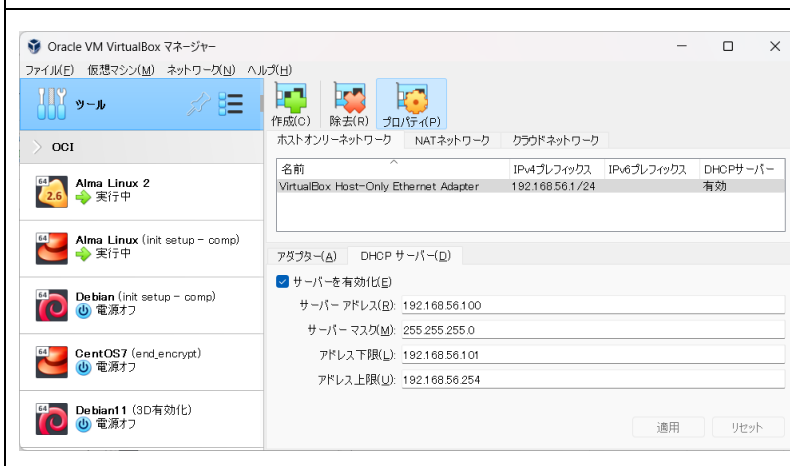 Oracle VM VirtualBox マネージャー
ファイル(F) 仮想マシン(M) ネットワーク(N) ヘルプ(H)
ツール
作成(C) 除去(R) プロパティ(P)
ホストオンリーネットワーク NATネットワーク クラウドネットワーク
OCI
名前 IPv4プレフィックス IPv6プレフィックス DHCPサーバー
VirtualBox Host-Only Ethernet Adapter 192.168.56.1/24 有効
64 2.6 Alma Linux 2
実行中
64 Alma Linux (init setup - comp)
実行中
アダプター(A) DHCP サーバー(D)
サーバーを有効化(E)
サーバー アドレス(R): 192.168.56.100
サーバー マスク(M): 255.255.255.0
アドレス下限(L): 192.168.56.101
アドレス上限(U): 192.168.56.254
64 Debian (init setup - comp)
電源オフ
64 CentOS7 (end_encrypt)
電源オフ
64 Debian11 (3D有効化)
電源オフ
適用 リセット